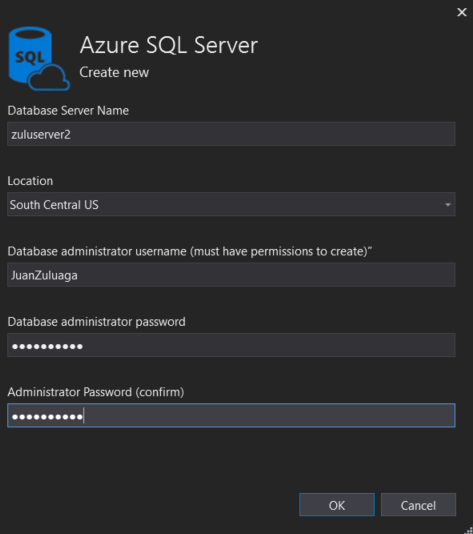 SQL
Azure SQL Server
Create new
Database Server Name
zuluserver2
Location
South Central US
Database administrator username (must have permissions to create)"
JuanZuluaga
Database administrator password
●●●●●●●●●●
Administrator Password (confirm)
●●●●●●●●●●
OK
Cancel